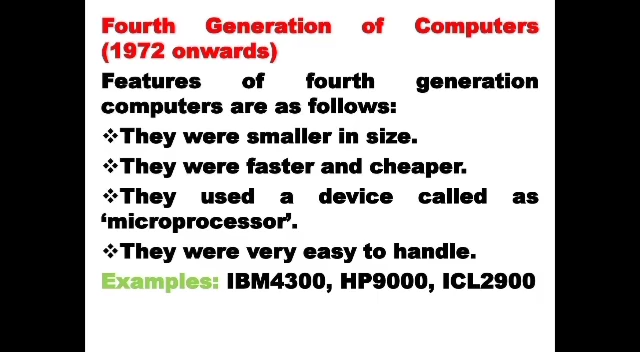 Fourth Generation of Computers
(1972 onwards)
Features of fourth generation
computers are as follows:
❖They were smaller in size.
❖They were faster and cheaper.
❖They used a device called as
‘microprocessor’.
❖They were very easy to handle.
Examples: IBM4300, HP9000, ICL2900